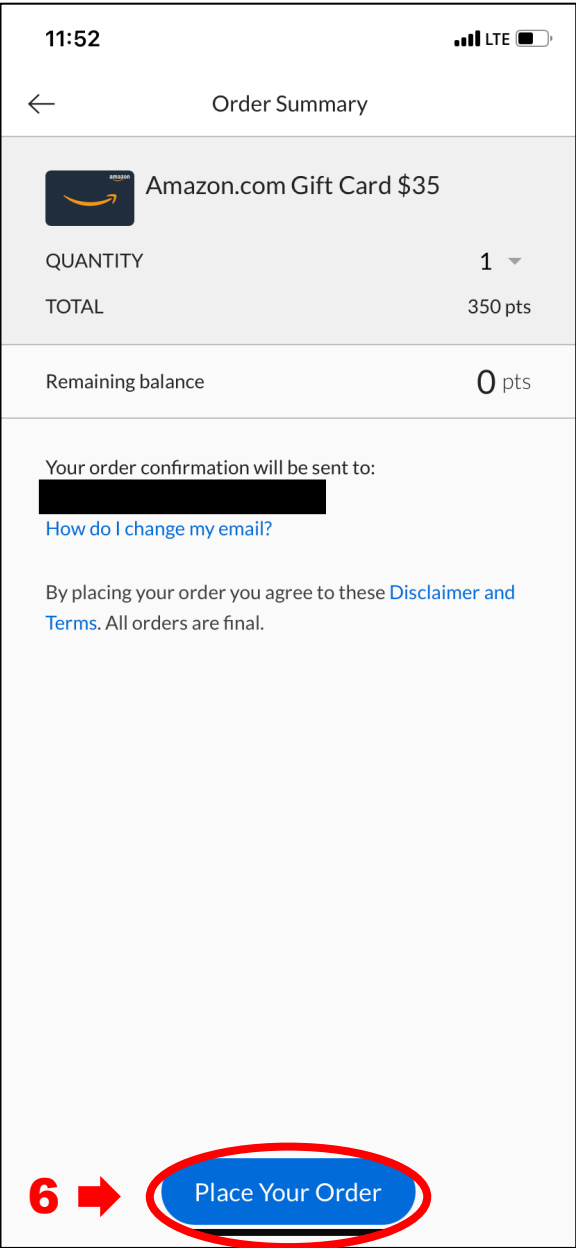 11:52 LTE
Order Summary
amazon
Amazon.com Gift Card $35
QUANTITY 1
TOTAL 350 pts
Remaining balance 0 pts
Your order confirmation will be sent to:
How do I change my email?
By placing your order you agree to these Disclaimer and
Terms. All orders are final.
6 Place Your Order